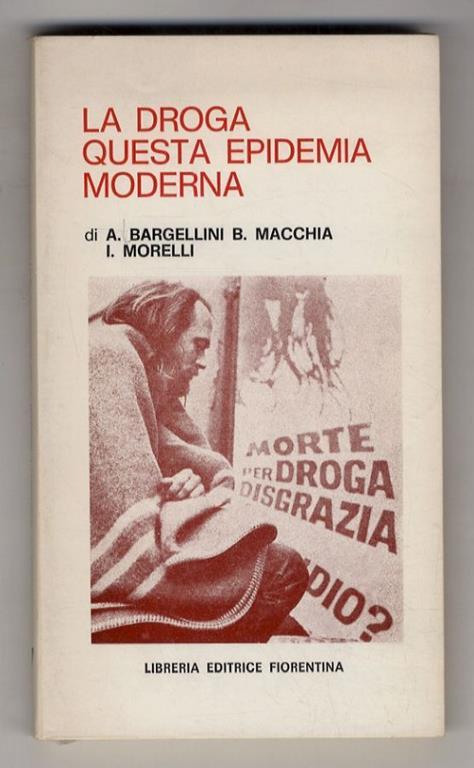 LA DROGA
QUESTA EPIDEMIA
MODERNA
di A. BARGELLINI B. MACCHIA
I. MORELLI
MORTE
PER DROGA
DISGRAZIA
DIO?
LIBRERIA EDITRICE FIORENTINA